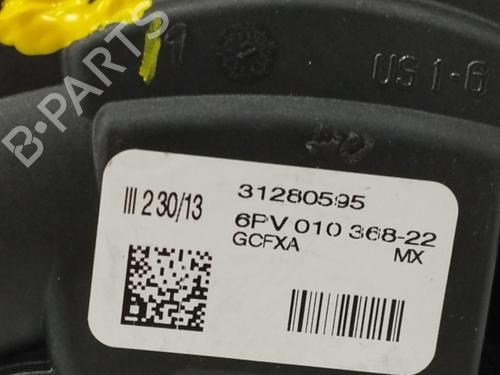 US 1-6
B-PARTS
III 2 30/13
31280595
6PV 010 368-22
GCFXA
MX